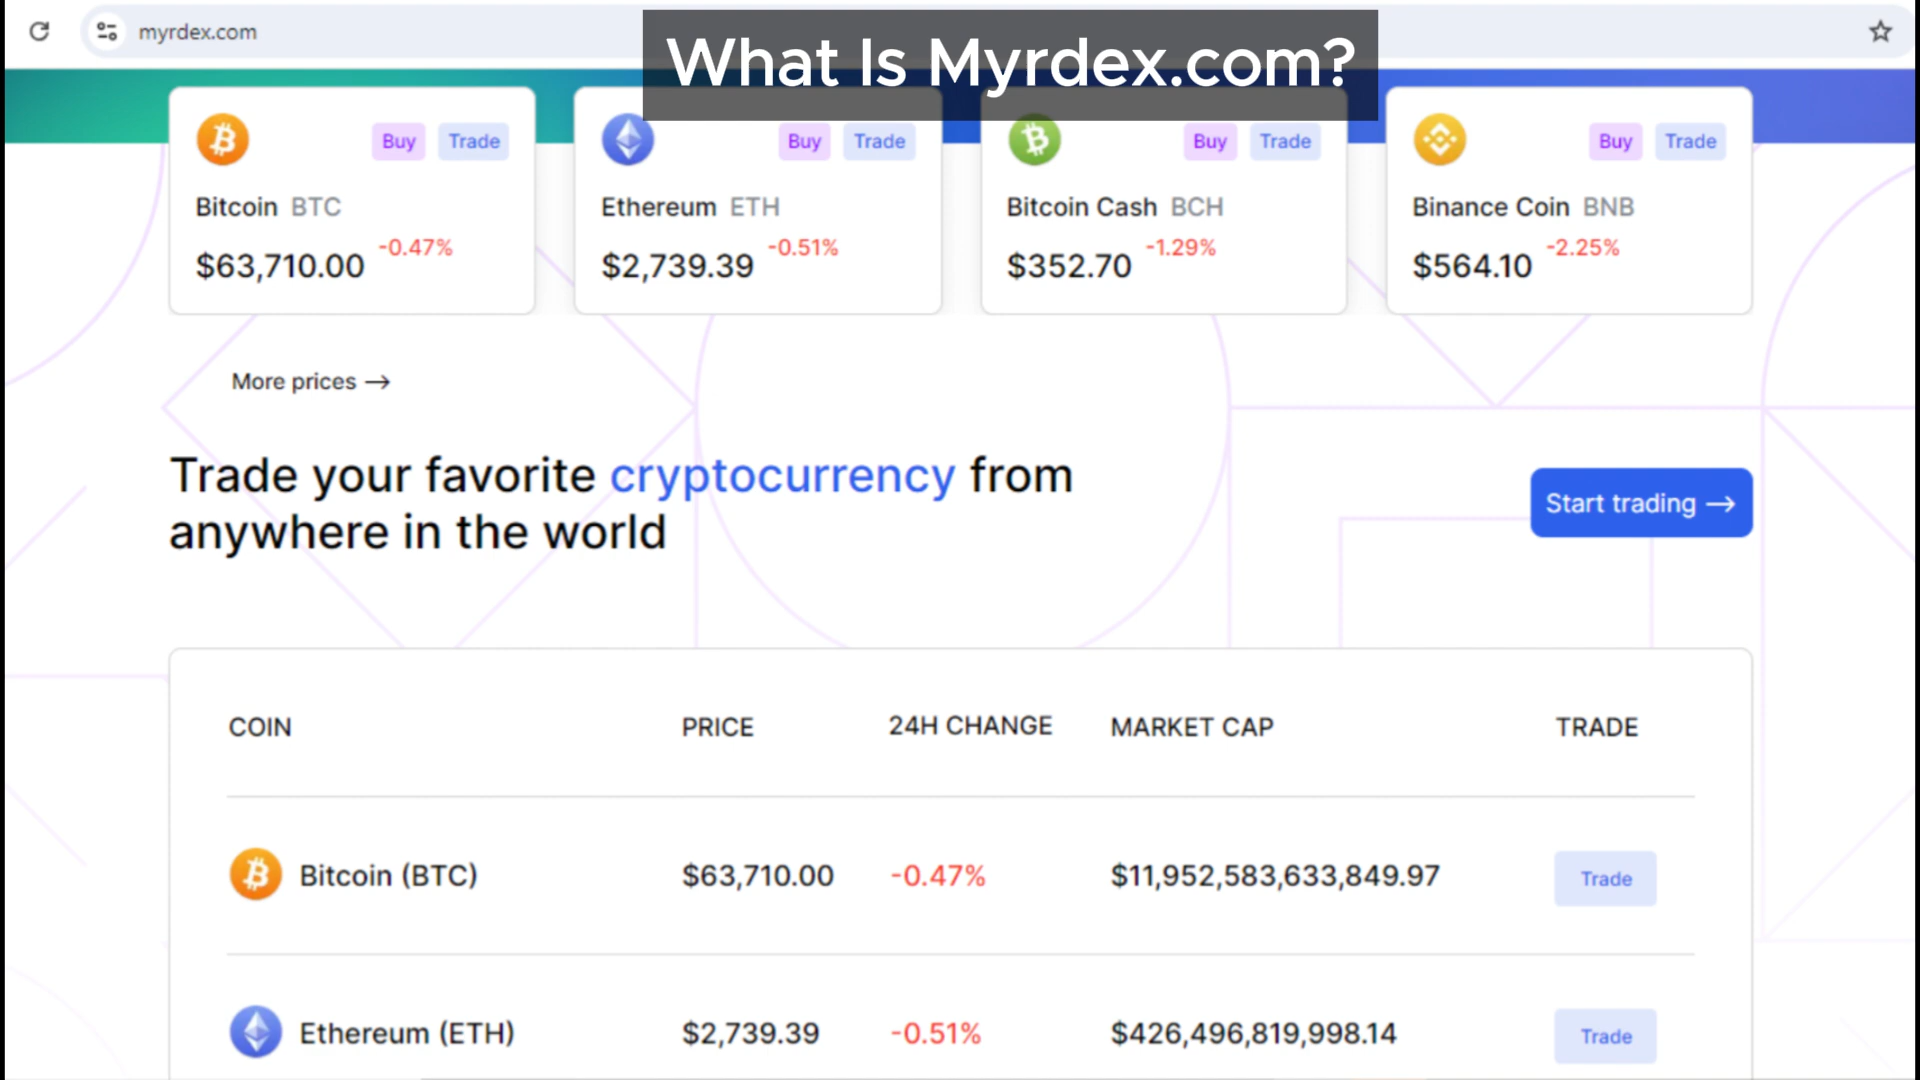 myrdex.com
What Is Myrdex.com?
Buy Trade
Bitcoin BTC
$63,710.00 -0.47%
Buy Trade
Ethereum ETH
$2,739.39 -0.51%
Buy Trade
Bitcoin Cash BCH
$352.70 -1.29%
Buy Trade
Binance Coin BNB
$564.10 -2.25%
More prices →
Trade your favorite cryptocurrency from
anywhere in the world
Start trading →
COIN PRICE 24H CHANGE MARKET CAP TRADE
Bitcoin (BTC) $63,710.00 -0.47% $11,952,583,633,849.97 Trade
Ethereum (ETH) $2,739.39 -0.51% $426,496,819,998.14 Trade